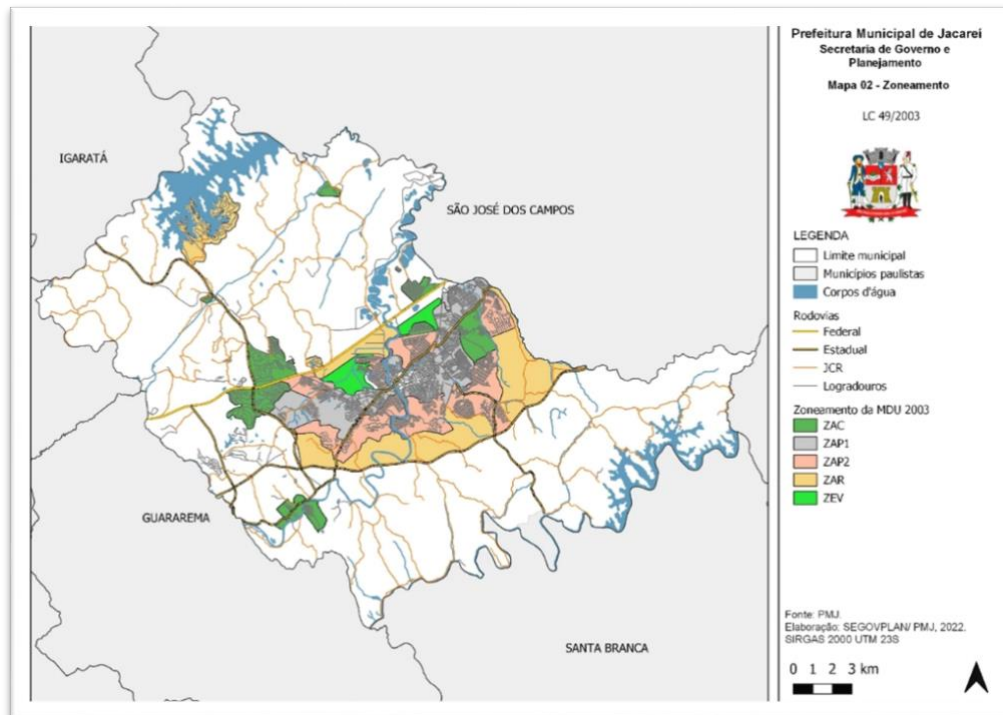 Prefeitura Municipal de Jacarei
Secretaria de Governo e
Planejamento
Mapa 02 - Zoneamento
LC 49/2003
IGARATÁ
SÃO JOSÉ DOS CAMPOS
GUARAREMA
SANTA BRANCA
LEGENDA
Limite municipal
Municípios paulistas
Corpos d'água
Rodovias
Federal
Estadual
JCR
Logradouros
Zoneamento da MDU 2003
ZAC
ZAP1
ZAP2
ZAR
ZEV
Fonte: PMJ.
Elaboração: SEGOVPLAN/ PMJ, 2022.
SIRGAS 2000 UTM 23S
0 1 2 3 km